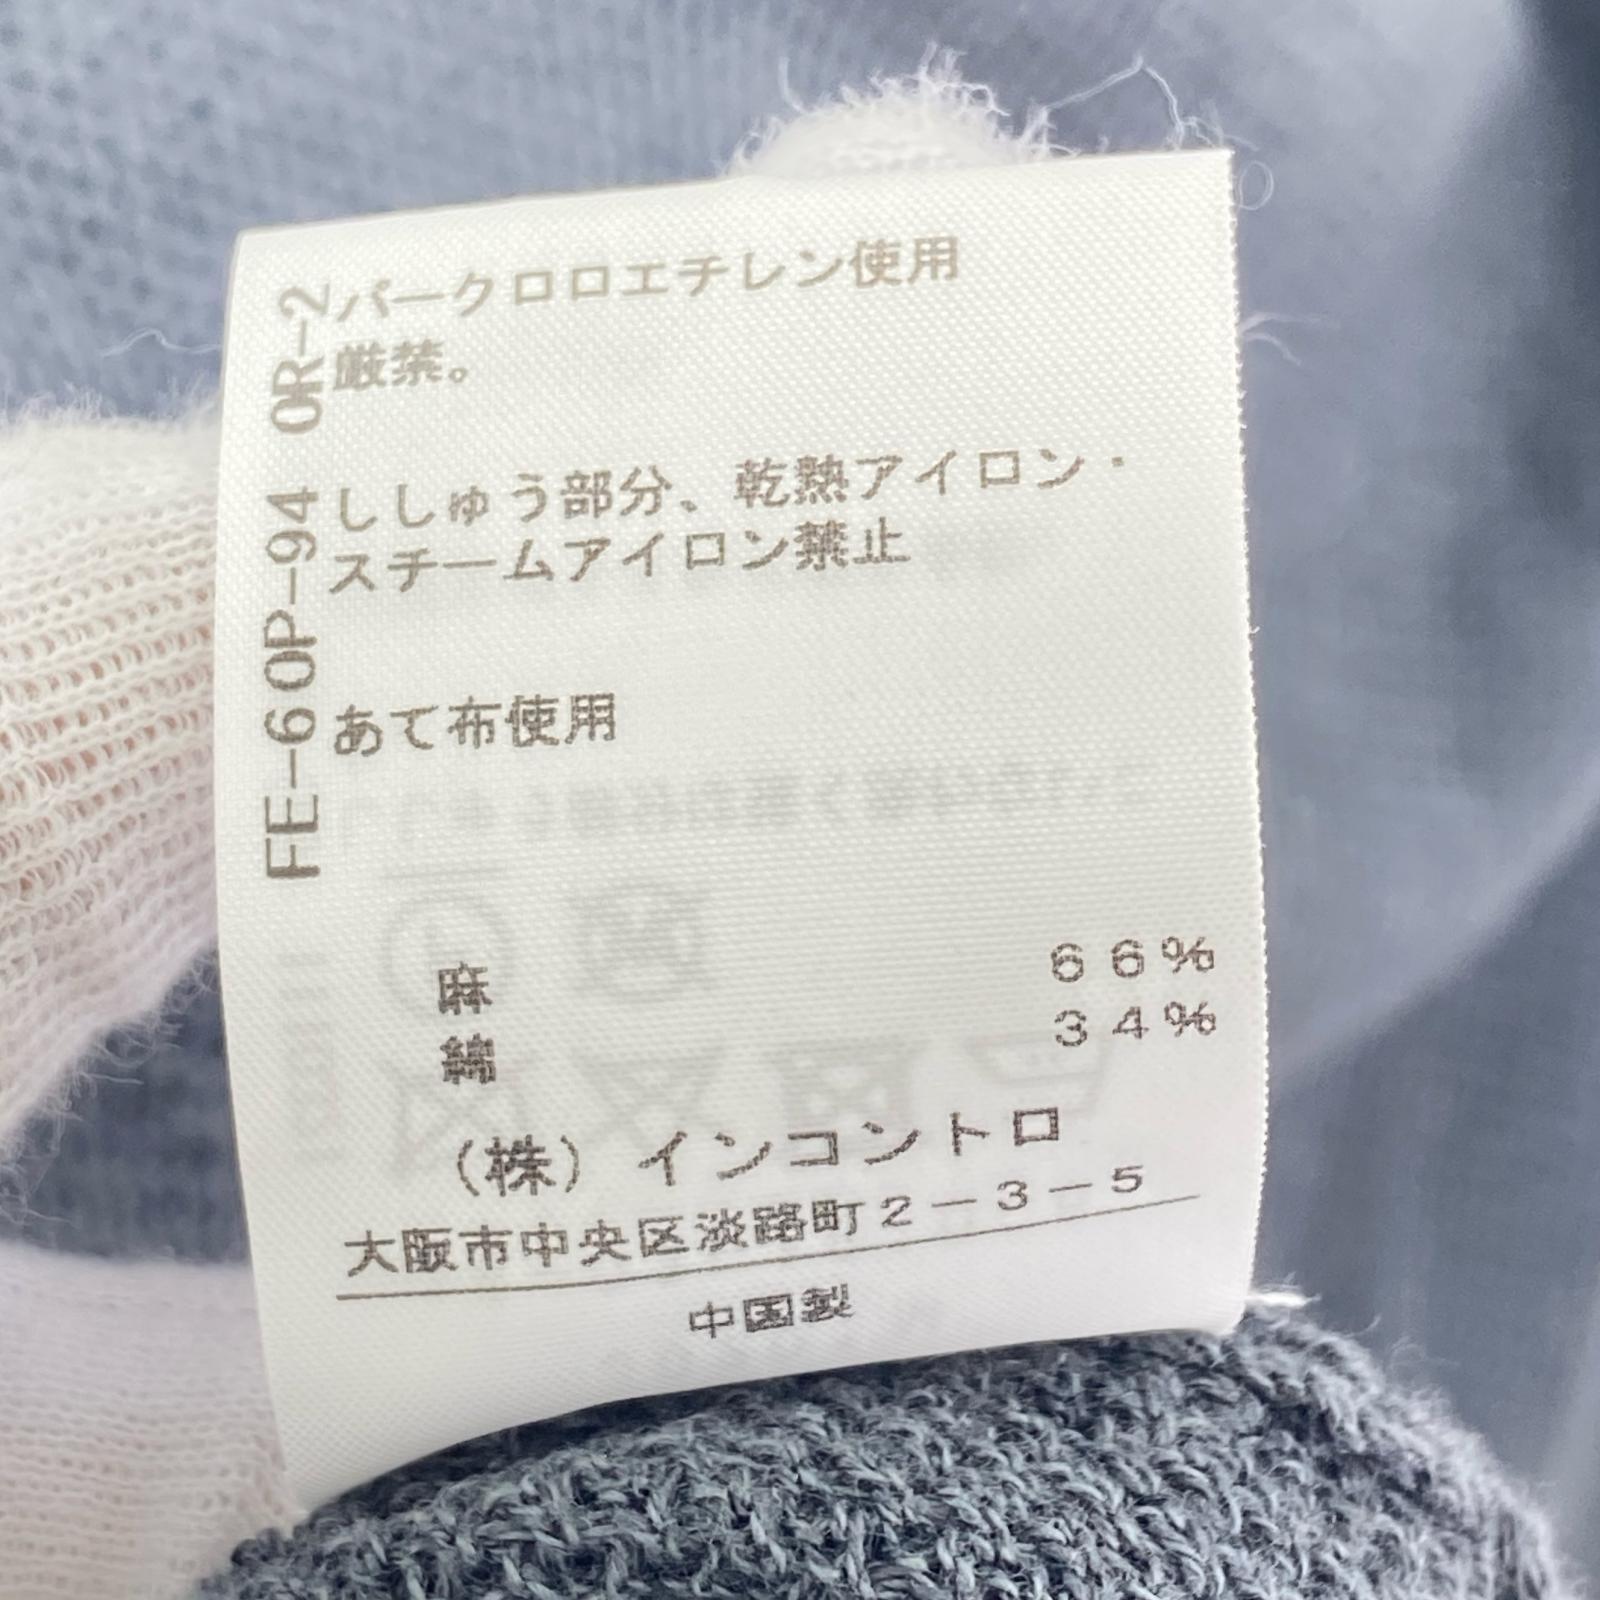 パークロロエチレン使用
厳禁。
ししゅう部分、乾熱アイロン・
スチームアイロン禁止
あて布使用
FE-6OP-94 OR-2
麻 66%
綿 34%
(株)インコントロ
大阪市中央区淡路町2-3-5
中国製